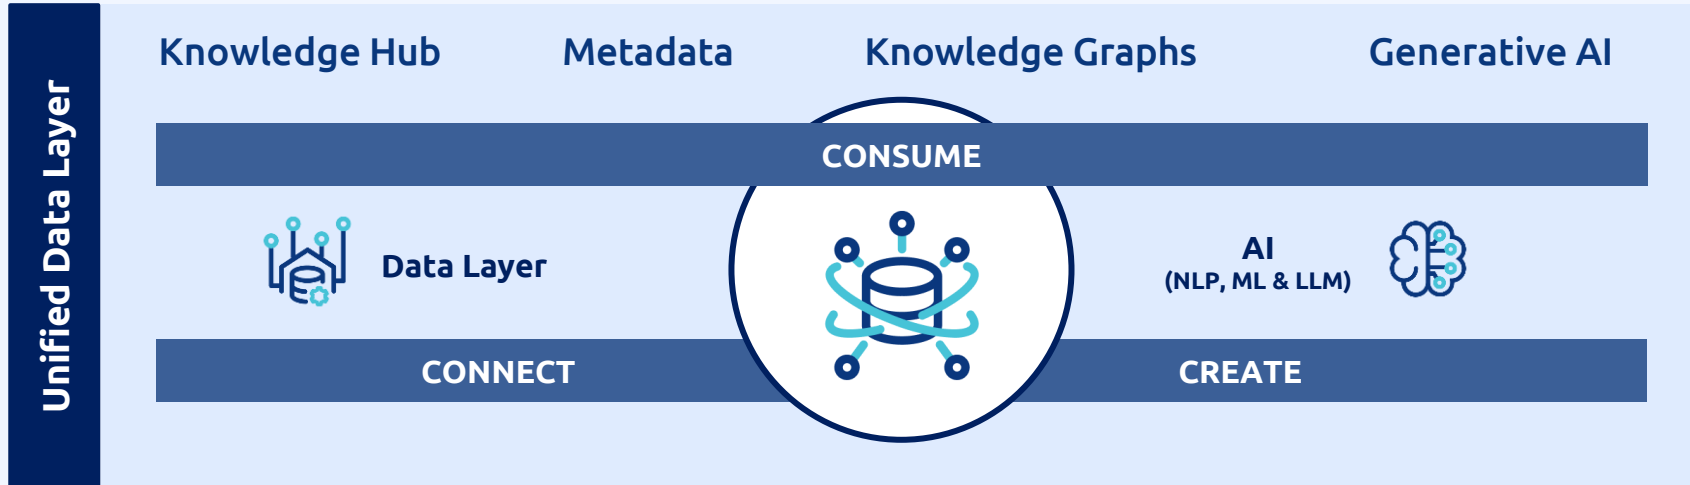 Unified Data Layer
Knowledge Hub
Metadata
Knowledge Graphs
Generative AI
CONSUME
Data Layer
AI
(NLP, ML & LLM)
CONNECT
CREATE